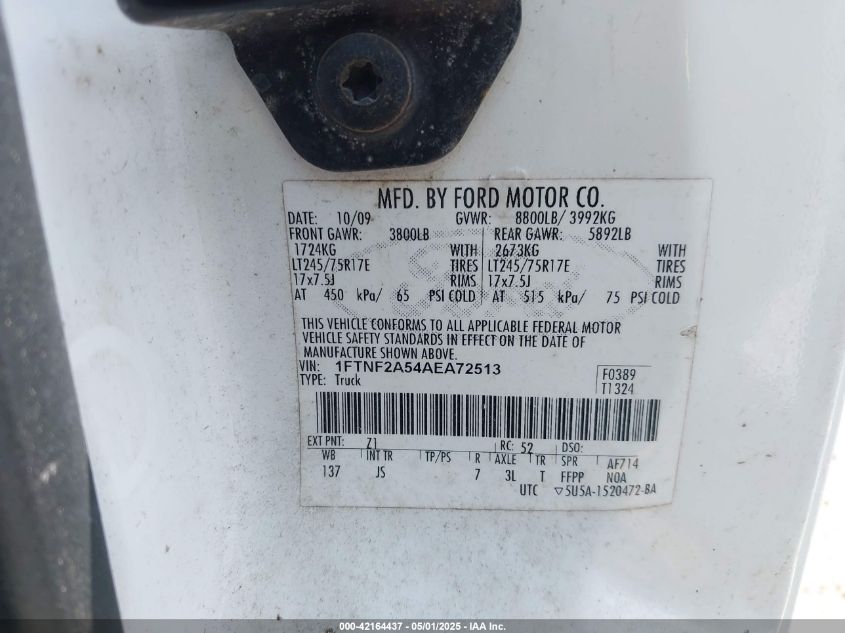 MFD. BY FORD MOTOR CO.
DATE: 10/09 GVWR: 8800LB/ 3992KG
FRONT GAWR: 3800LB REAR GAWR: 5892LB
1724KG WITH 2673KG WITH
LT245/75R17E TIRES LT245/75R17E TIRES
17x7.5J RIMS 17x7.5J RIMS
AT 450 kPa/ 65 PSI COLD AT 515 kPa/ 75 PSI COLD
THIS VEHICLE CONFORMS TO ALL APPLICABLE FEDERAL MOTOR
VEHICLE SAFETY STANDARDS IN EFFECT ON THE DATE OF
MANUFACTURE SHOWN ABOVE.
VIN: 1FTNF2A54AEA72513
TYPE: Truck
F0389
T1324
EXT PNT: Z1 RC: 52 DSO:
WB INT TR TP/PS R AXLE TR SPR AF714
137 JS 7 3L T FFPP NOA
UTC ▽5U5A-1520472-BA
000-42164437 - 05/01/2025 - IAA Inc.